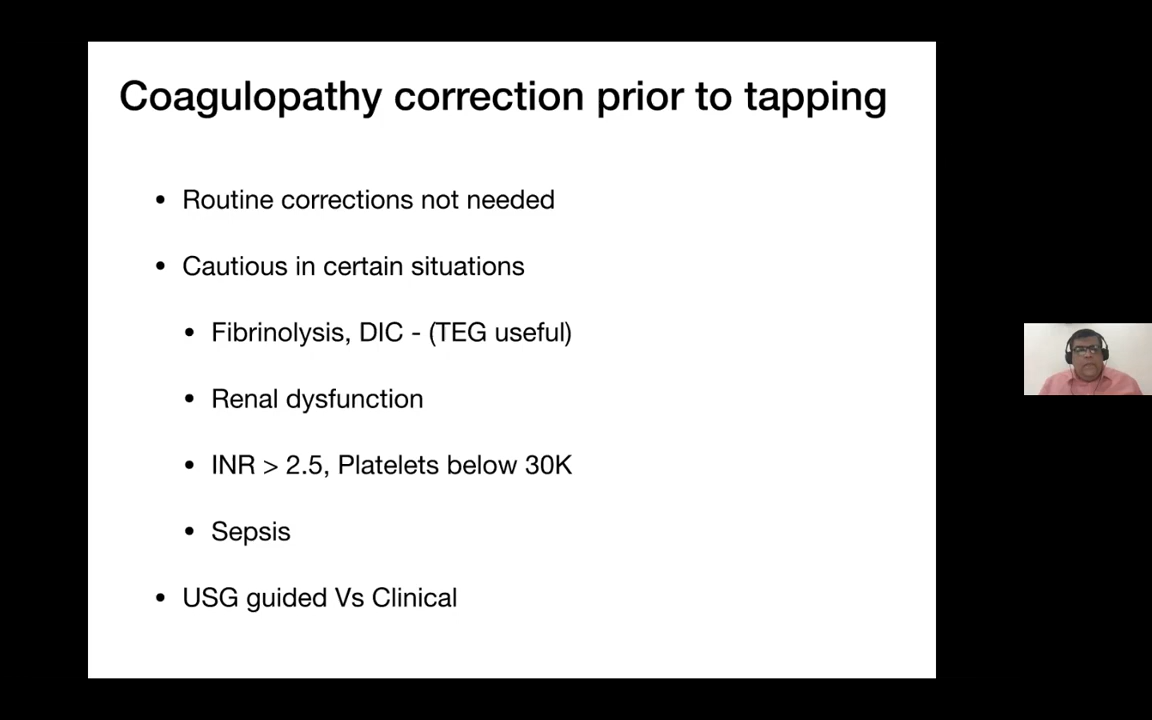 Coagulopathy correction prior to tapping
• Routine corrections not needed
• Cautious in certain situations
• Fibrinolysis, DIC - (TEG useful)
• Renal dysfunction
• INR > 2.5, Platelets below 30K
• Sepsis
• USG guided Vs Clinical